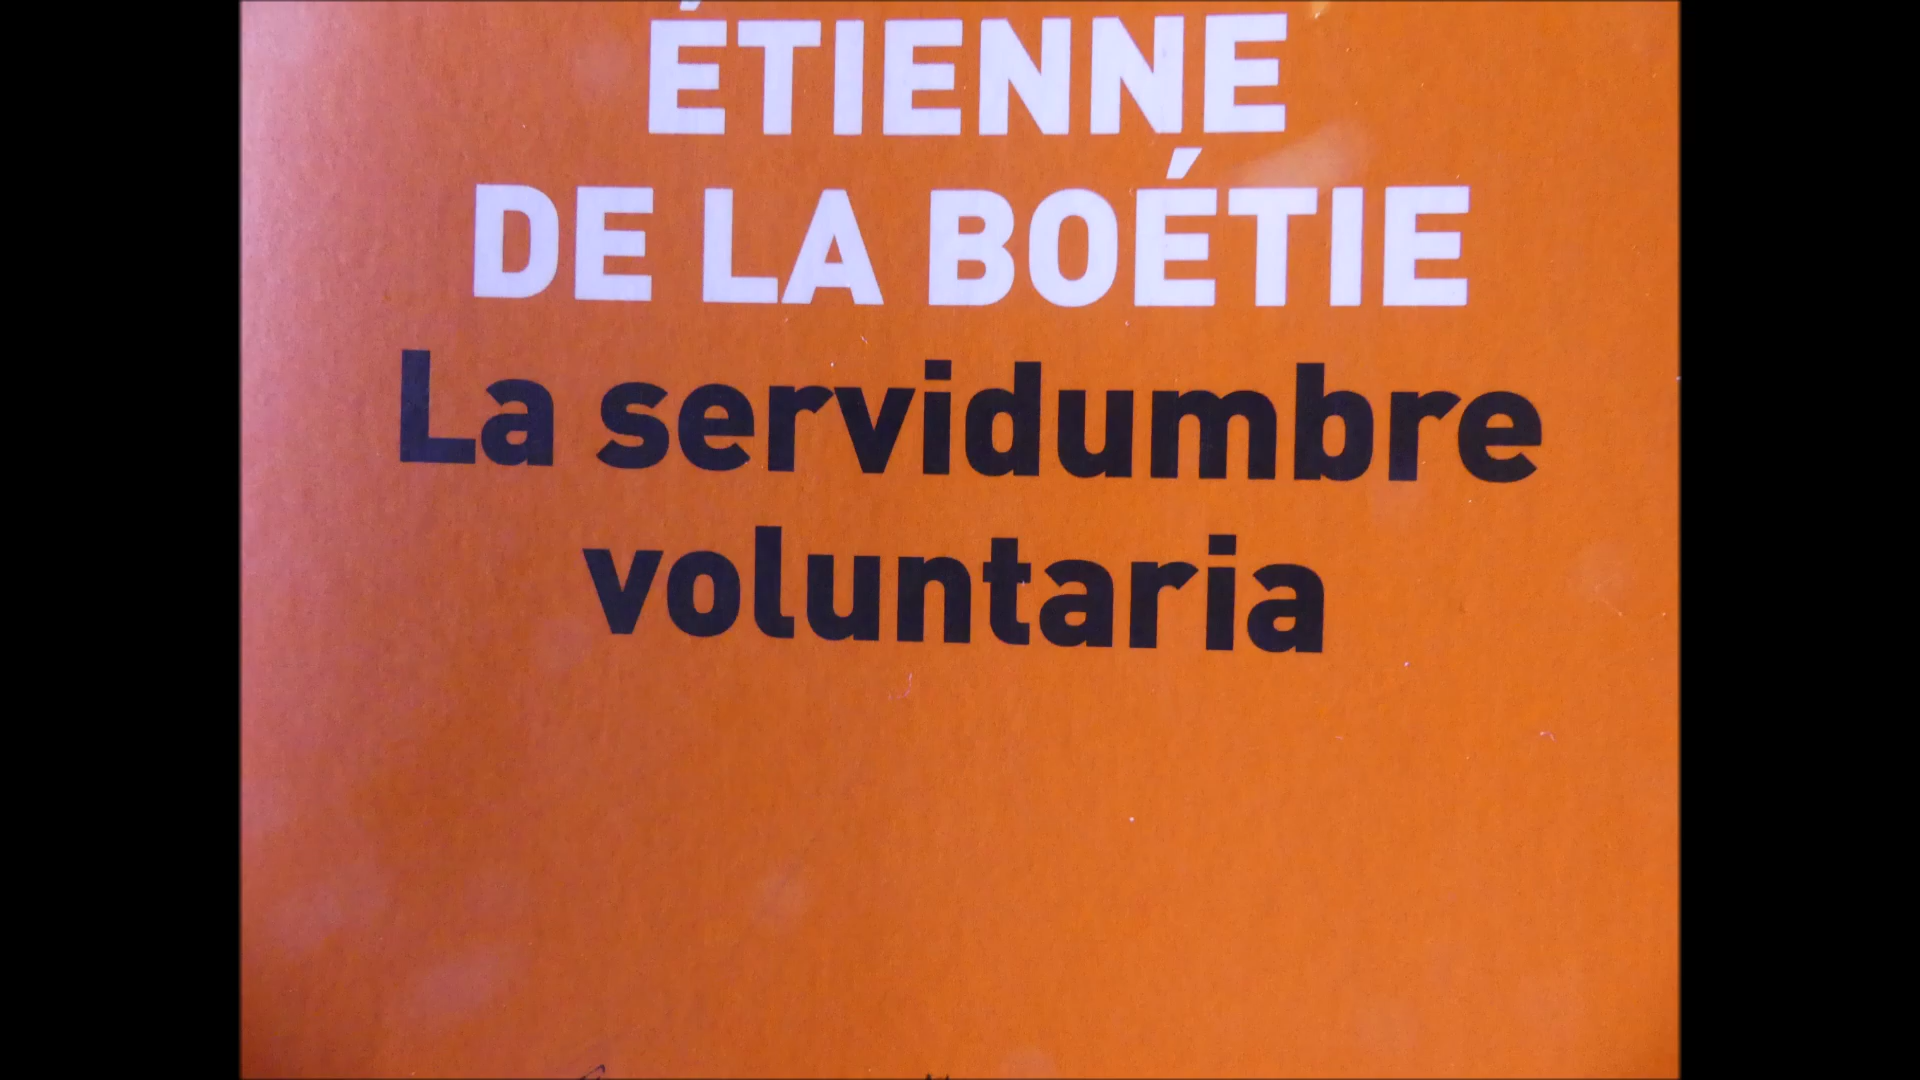 ÉTIENNE
DE LA BOÉTIE
La servidumbre
voluntaria